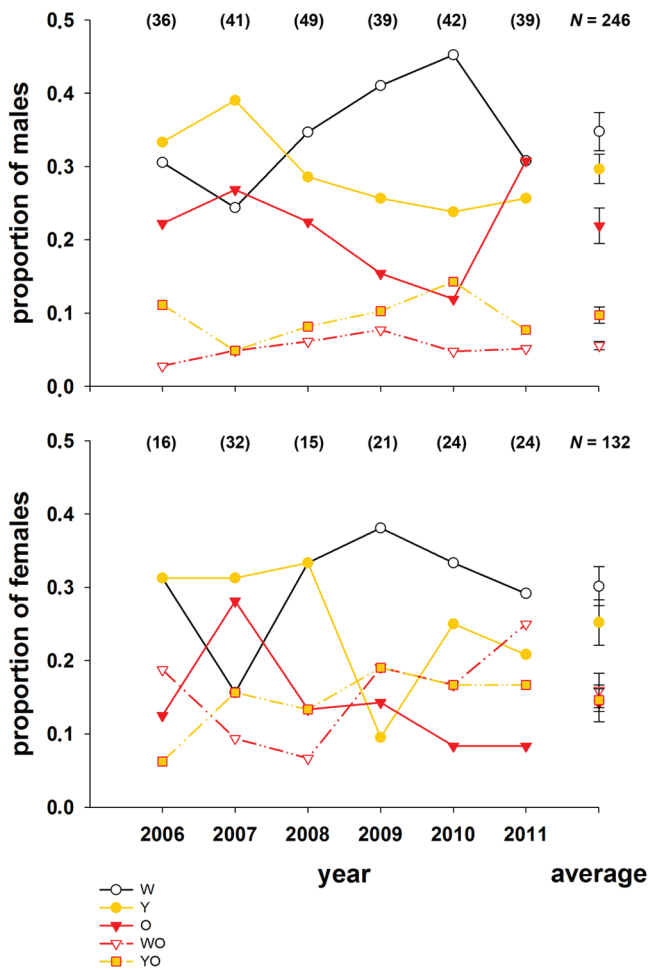 0.5
(36) (41) (49) (39) (42) (39) N = 246
0.4
0.3
0.2
0.1
0.0
proportion of males
0.5
(16) (32) (15) (21) (24) (24) N = 132
0.4
0.3
0.2
0.1
0.0
proportion of females
2006 2007 2008 2009 2010 2011
year average
W
Y
O
WO
YO